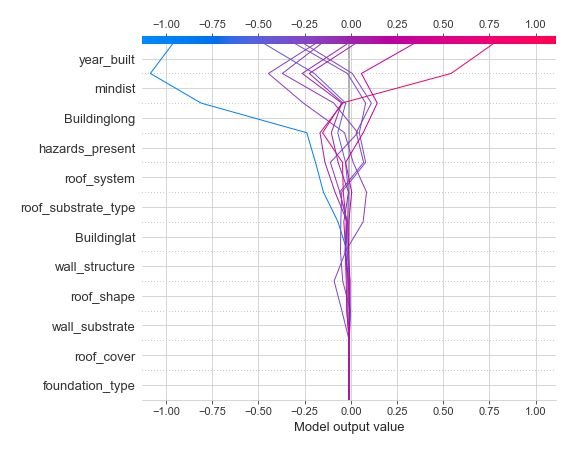 −1.00 −0.75 −0.50 −0.25 0.00 0.25 0.50 0.75 1.00
year_built
mindist
Buildinglong
hazards_present
roof_system
roof_substrate_type
Buildinglat
wall_structure
roof_shape
wall_substrate
roof_cover
foundation_type
−1.00 −0.75 −0.50 −0.25 0.00 0.25 0.50 0.75 1.00
Model output value